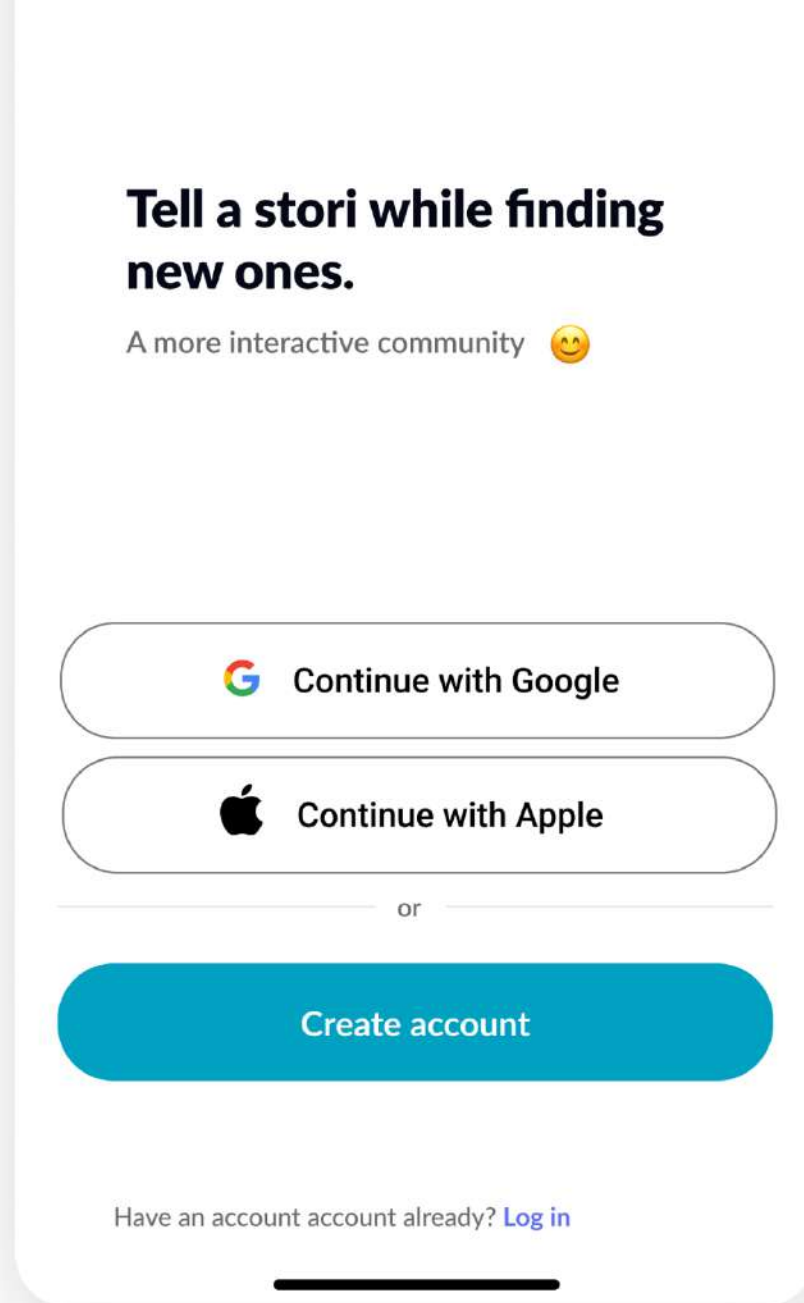 Tell a stori while finding
new ones.
A more interactive community 😊
Continue with Google
Continue with Apple
or
Create account
Have an account account already? Log in